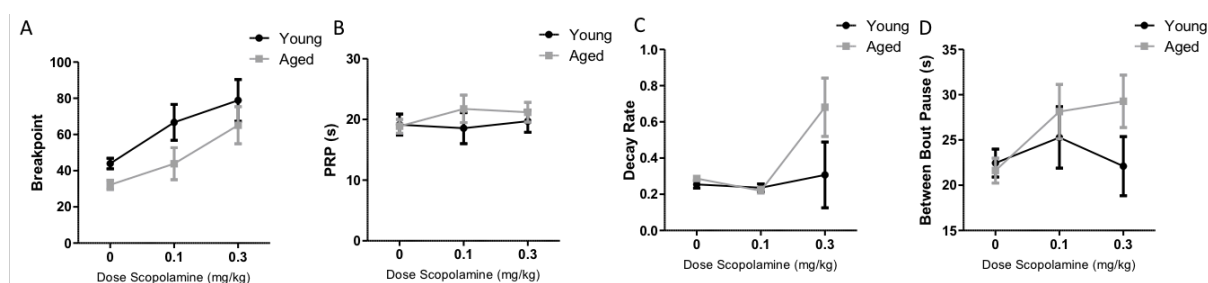 A
Young
Aged
Breakpoint
100
80
60
40
20
0
0 0.1 0.3
Dose Scopolamine (mg/kg)
B
Young
Aged
PRP (s)
30
20
10
0
0 0.1 0.3
Dose Scopolamine (mg/kg)
C
Young
Aged
Decay Rate
1.0
0.8
0.6
0.4
0.2
0.0
0 0.1 0.3
Dose Scopolamine (mg/kg)
D
Young
Aged
Between Bout Pause (s)
35
30
25
20
15
0 0.1 0.3
Dose Scopolamine (mg/kg)